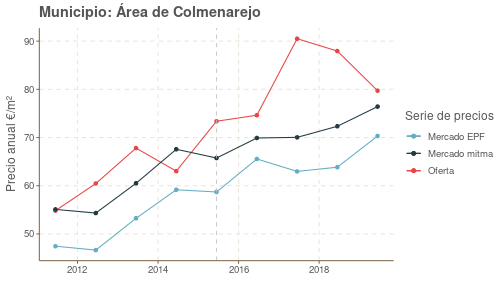 Municipio: Área de Colmenarejo
Precio anual €/m²
90
80
70
60
50
2012
2014
2016
2018
Serie de precios
Mercado EPF
Mercado mitma
Oferta